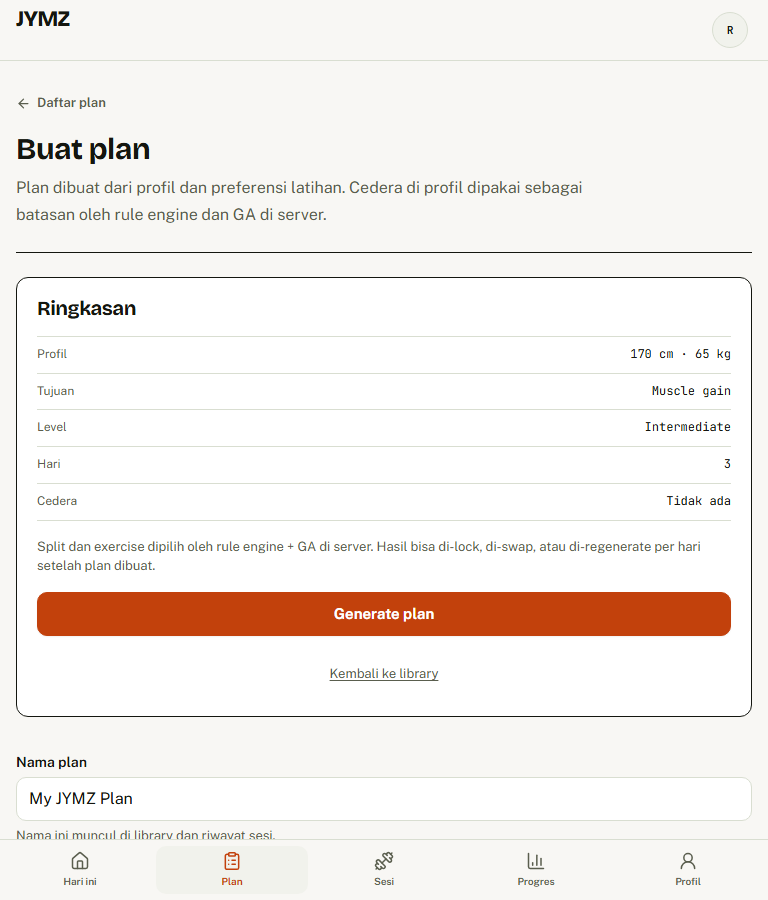 JYMZ
R
Daftar plan
Buat plan
Plan dibuat dari profil dan preferensi latihan. Cedera di profil dipakai sebagai
batasan oleh rule engine dan GA di server.
Ringkasan
Profil 170 cm · 65 kg
Tujuan Muscle gain
Level Intermediate
Hari 3
Cedera Tidak ada
Split dan exercise dipilih oleh rule engine + GA di server. Hasil bisa di-lock, di-swap, atau di-regenerate per hari
setelah plan dibuat.
Generate plan
Kembali ke library
Nama plan
My JYMZ Plan
Nama ini muncul di library dan riwayat sesi.
Hari ini Plan Sesi Progres Profil